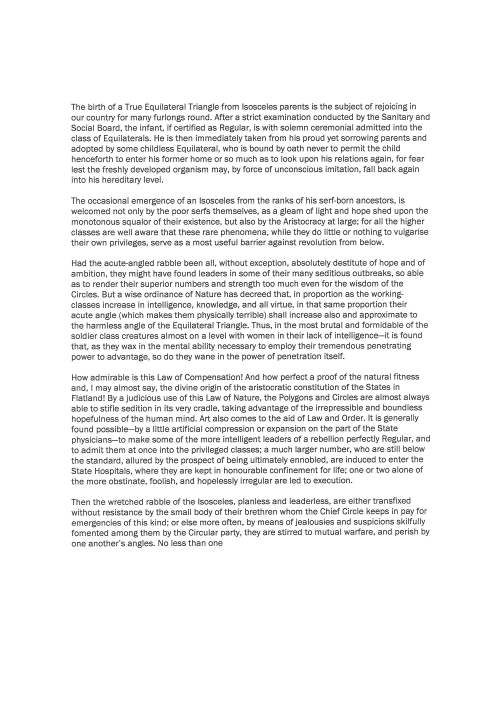 The birth of a True Equilateral Triangle from Isosceles parents is the subject of rejoicing in
our country for many furlongs round. After a strict examination conducted by the Sanitary and
Social Board, the infant, if certified as Regular, is with solemn ceremonial admitted into the
class of Equilaterals. He is then immediately taken from his proud yet sorrowing parents and
adopted by some childless Equilateral, who is bound by oath never to permit the child
henceforth to enter his former home or so much as to look upon his relations again, for fear
lest the freshly developed organism may, by force of unconscious imitation, fall back again
into his hereditary level.

The occasional emergence of an Isosceles from the ranks of his serf-born ancestors, is
welcomed not only by the poor serfs themselves, as a gleam of light and hope shed upon the
monotonous squalor of their existence, but also by the Aristocracy at large; for all the higher
classes are well aware that these rare phenomena, while they do little or nothing to vulgarise
their own privileges, serve as a most useful barrier against revolution from below.

Had the acute-angled rabble been all, without exception, absolutely destitute of hope and of
ambition, they might have found leaders in some of their many seditious outbreaks, so able
as to render their superior numbers and strength too much even for the wisdom of the
Circles. But a wise ordinance of Nature has decreed that, in proportion as the working-
classes increase in intelligence, knowledge, and all virtue, in that same proportion their
acute angle (which makes them physically terrible) shall increase also and approximate to
the harmless angle of the Equilateral Triangle. Thus, in the most brutal and formidable of the
soldier class creatures almost on a level with women in their lack of intelligence—it is found
that, as they wax in the mental ability necessary to employ their tremendous penetrating
power to advantage, so do they wane in the power of penetration itself.

How admirable is this Law of Compensation! And how perfect a proof of the natural fitness
and, I may almost say, the divine origin of the aristocratic constitution of the States in
Flatland! By a judicious use of this Law of Nature, the Polygons and Circles are almost always
able to stifle sedition in its very cradle, taking advantage of the irrepressible and boundless
hopefulness of the human mind. Art also comes to the aid of Law and Order. It is generally
found possible—by a little artificial compression or expansion on the part of the State
physicians—to make some of the more intelligent leaders of a rebellion perfectly Regular, and
to admit them at once into the privileged classes; a much larger number, who are still below
the standard, allured by the prospect of being ultimately ennobled, are induced to enter the
State Hospitals, where they are kept in honourable confinement for life; one or two alone of
the more obstinate, foolish, and hopelessly irregular are led to execution.

Then the wretched rabble of the Isosceles, planless and leaderless, are either transfixed
without resistance by the small body of their brethren whom the Chief Circle keeps in pay for
emergencies of this kind; or else more often, by means of jealousies and suspicions skilfully
fomented among them by the Circular party, they are stirred to mutual warfare, and perish by
one another's angles. No less than one